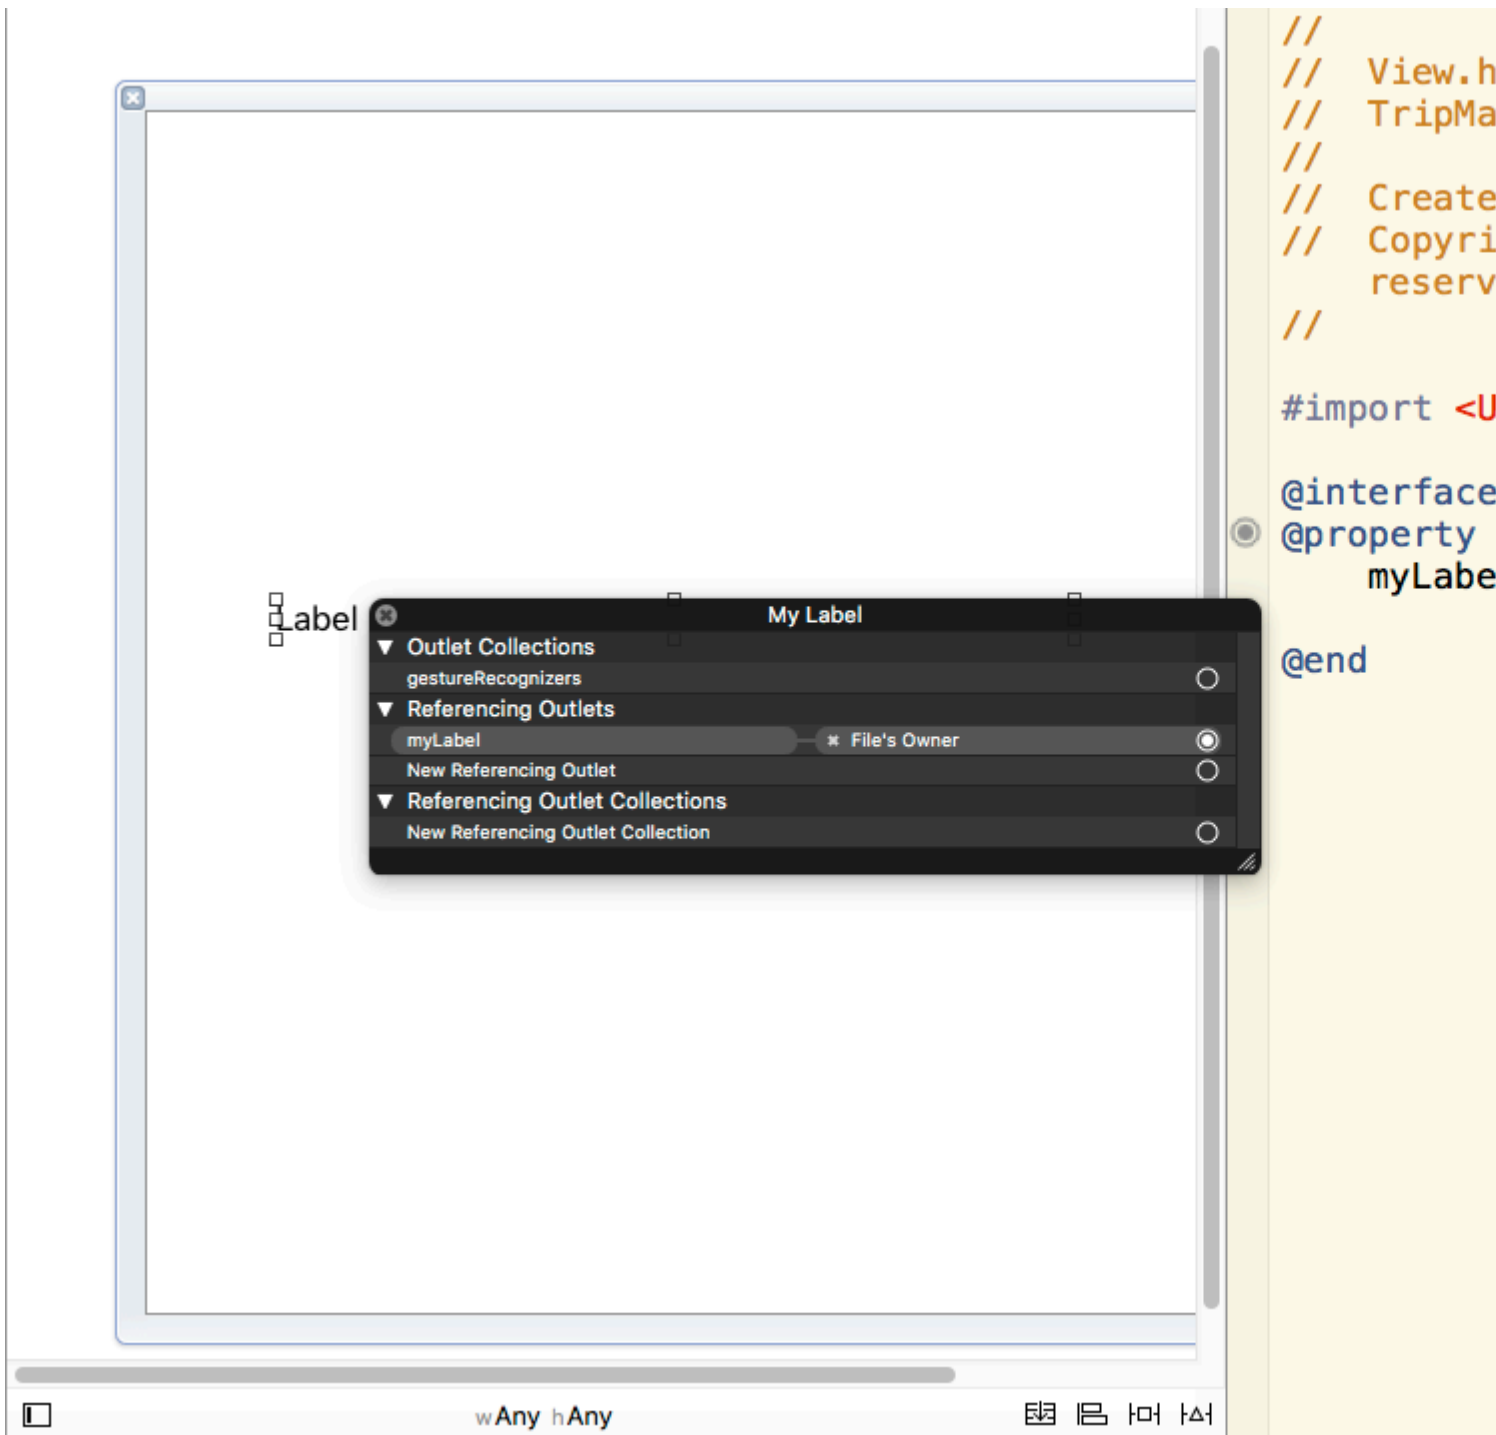 //
// View.h
// TripMa
//
// Create
// Copyri
reserv
//
#import <U
@interface
@property
myLabe
@end
Label
My Label
▼ Outlet Collections
gestureRecognizers
▼ Referencing Outlets
myLabel
File's Owner
New Referencing Outlet
▼ Referencing Outlet Collections
New Referencing Outlet Collection
wAny hAny